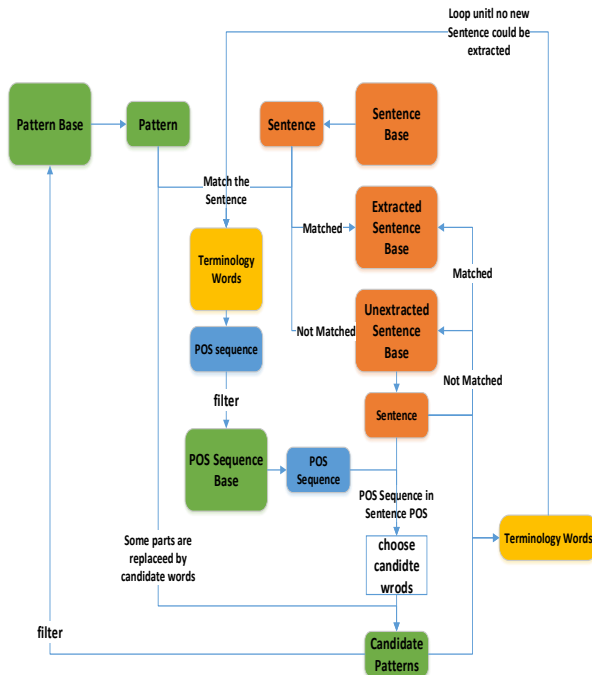 Loop unitl no new
Sentence could be
extracted
Pattern Base
Pattern
Sentence
Sentence
Base
Match the
Sentence
Extracted
Sentence
Base
Matched
Terminology
Words
Matched
Unextracted
Sentence
Base
Not Matched
POS sequence
Not Matched
filter
Sentence
POS Sequence
Base
POS
Sequence
POS Sequence in
Sentence POS
Some parts are
replaceed by
candidate words
choose
candidte
wrods
Terminology Words
filter
Candidate
Patterns